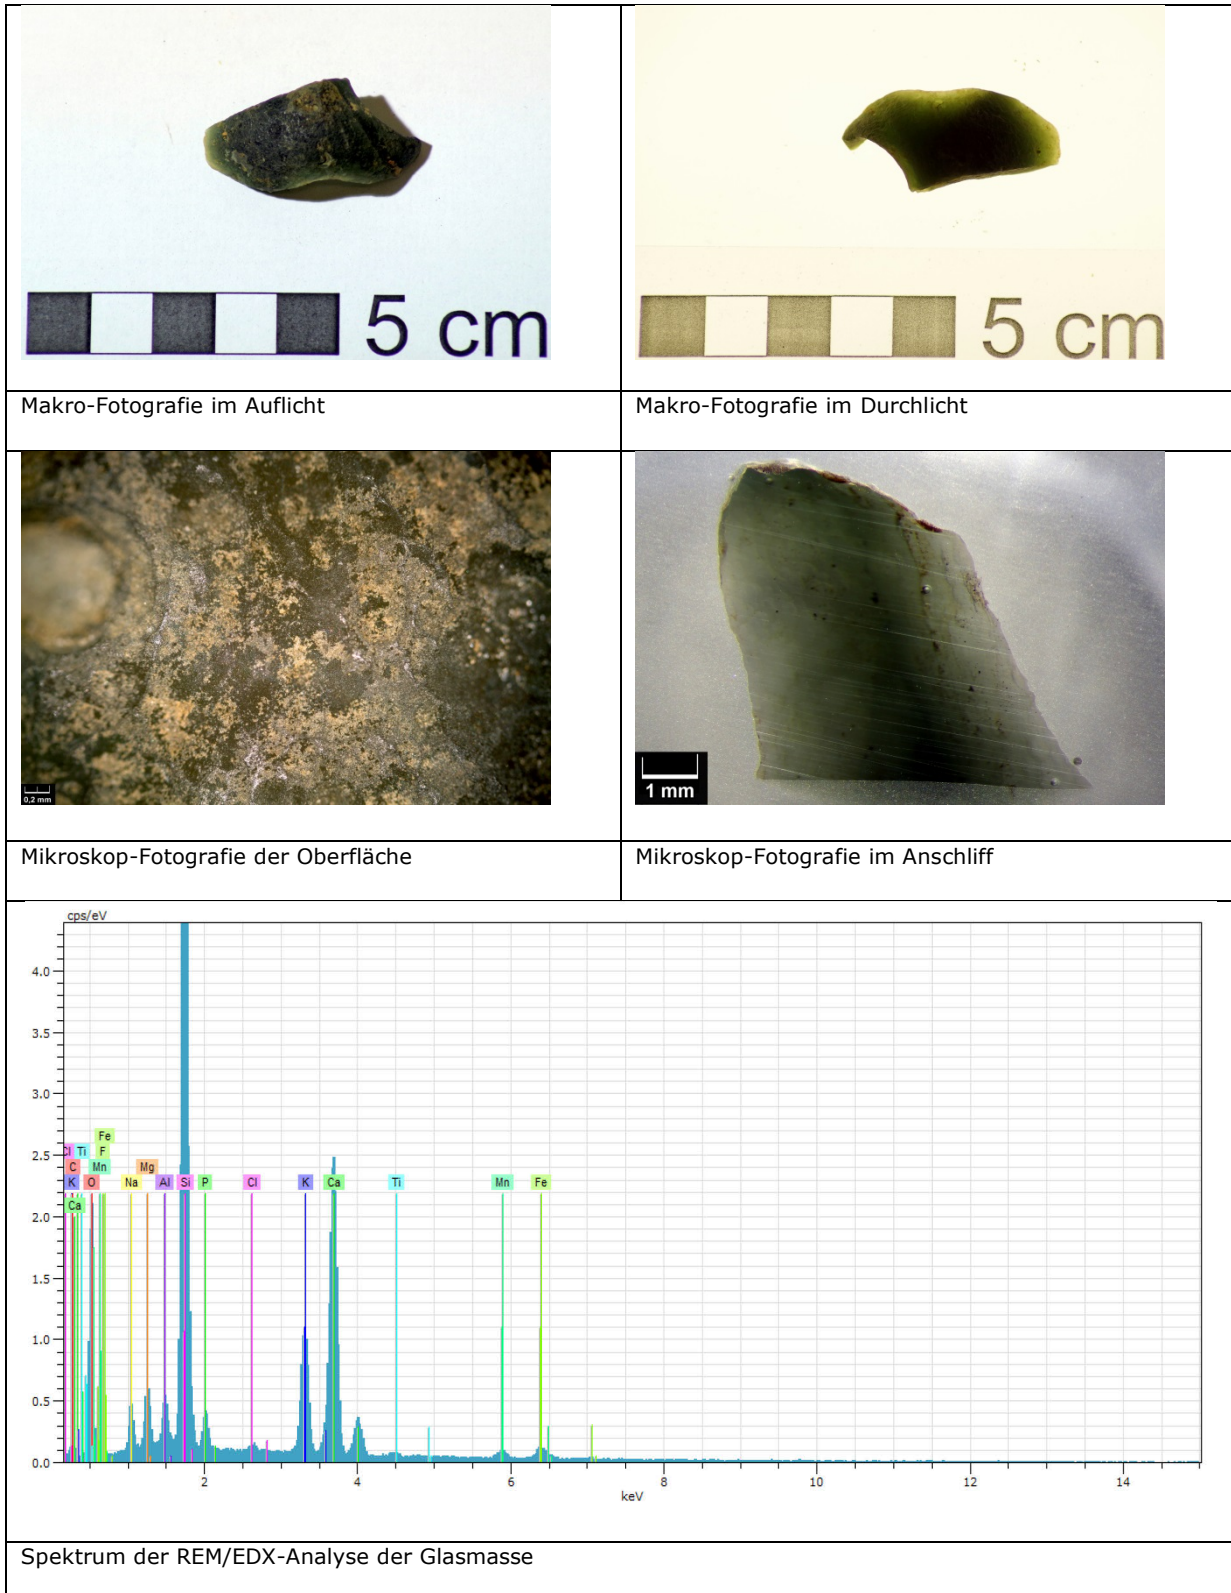 5 cm
5 cm
Makro-Fotografie im Auflicht
Makro-Fotografie im Durchlicht
0,2 mm
1 mm
Mikroskop-Fotografie der Oberfläche
Mikroskop-Fotografie im Anschliff
cps/eV
4.0
3.5
3.0
2.5
2.0
1.5
1.0
0.5
0.0
Fe
Cl Ti F
C Mn Mg
K O Na Al Si P Cl K Ca Ti Mn Fe
Ca
2 4 6 8 10 12 14
keV
Spektrum der REM/EDX-Analyse der Glasmasse